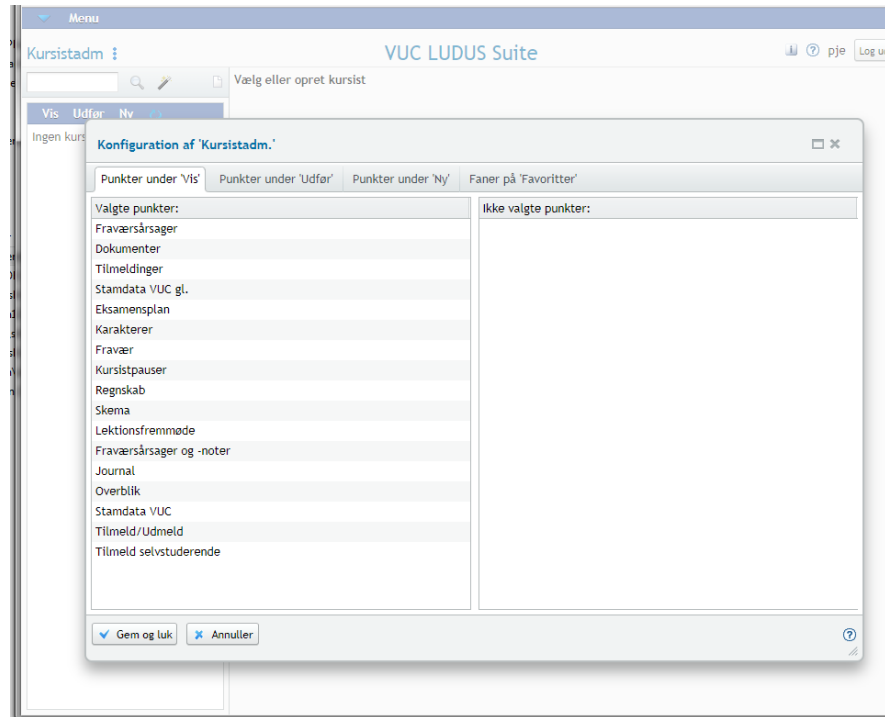 Menu
Kursistadm
VUC LUDUS Suite
pje
Log u
Vælg eller opret kursist
Vis Udfør Ny
Ingen kurs
Konfiguration af 'Kursistadm.'
Punkter under 'Vis'
Punkter under 'Udfør'
Punkter under 'Ny'
Faner på 'Favoritter'
Valgte punkter:
Ikke valgte punkter:
Fraværsårsager
Dokumenter
Tilmeldinger
Stamdata VUC gl.
Eksamensplan
Karakterer
Fravær
Kursistpauser
Regnskab
Skema
Lektionsfremmøde
Fraværsårsager og -noter
Journal
Overblik
Stamdata VUC
Tilmeld/Udmeld
Tilmeld selvstuderende
Gem og luk
Annuller